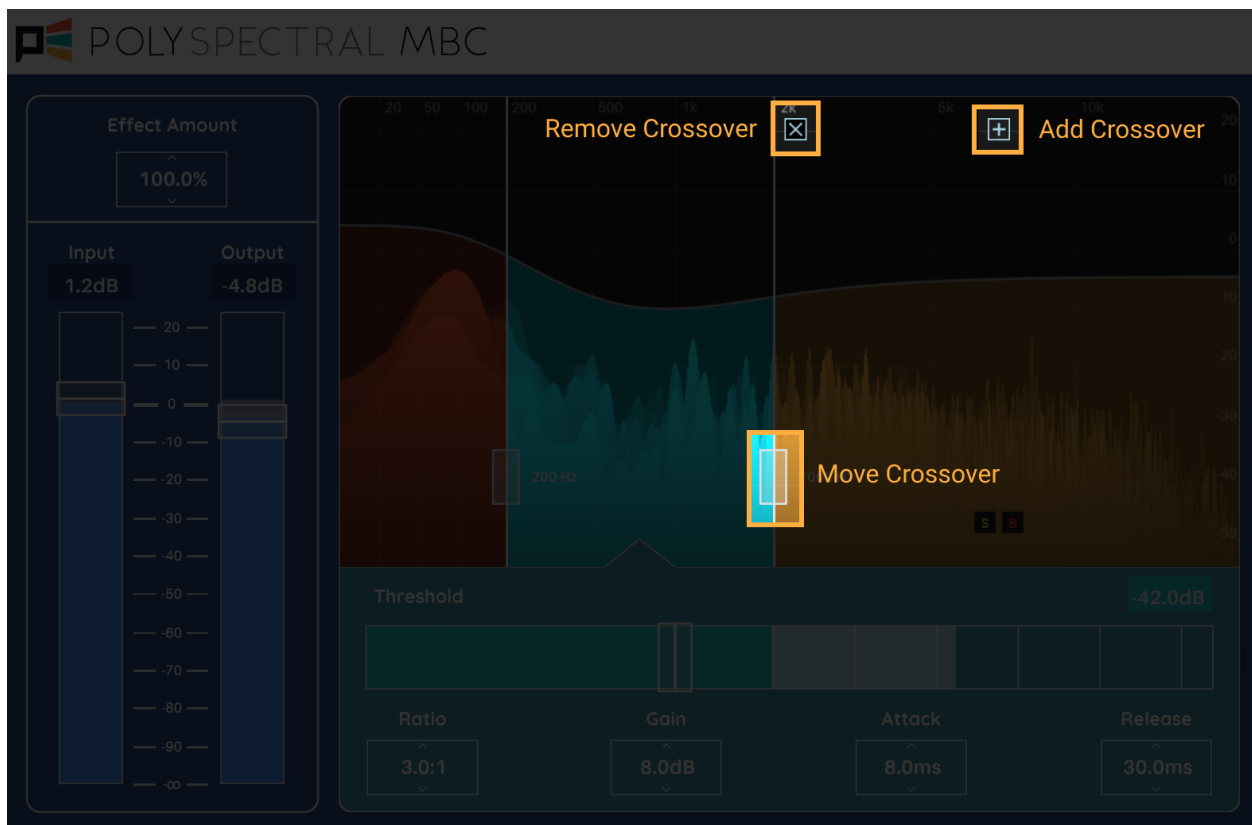 POLYSPECTRAL MBC
Effect Amount
100.0%
Input
Output
1.2dB
-4.8dB
20
10
0
-10
-20
-30
-40
-50
-60
-70
-80
-90
-∞
20 50 100 200 500 1k 2k 5k 10k
Remove Crossover
Add Crossover
20
10
0
-10
-20
-30
-40
-50
200 Hz
Move Crossover
S B
Threshold
-42.0dB
Ratio
Gain
Attack
Release
3.0:1
8.0dB
8.0ms
30.0ms